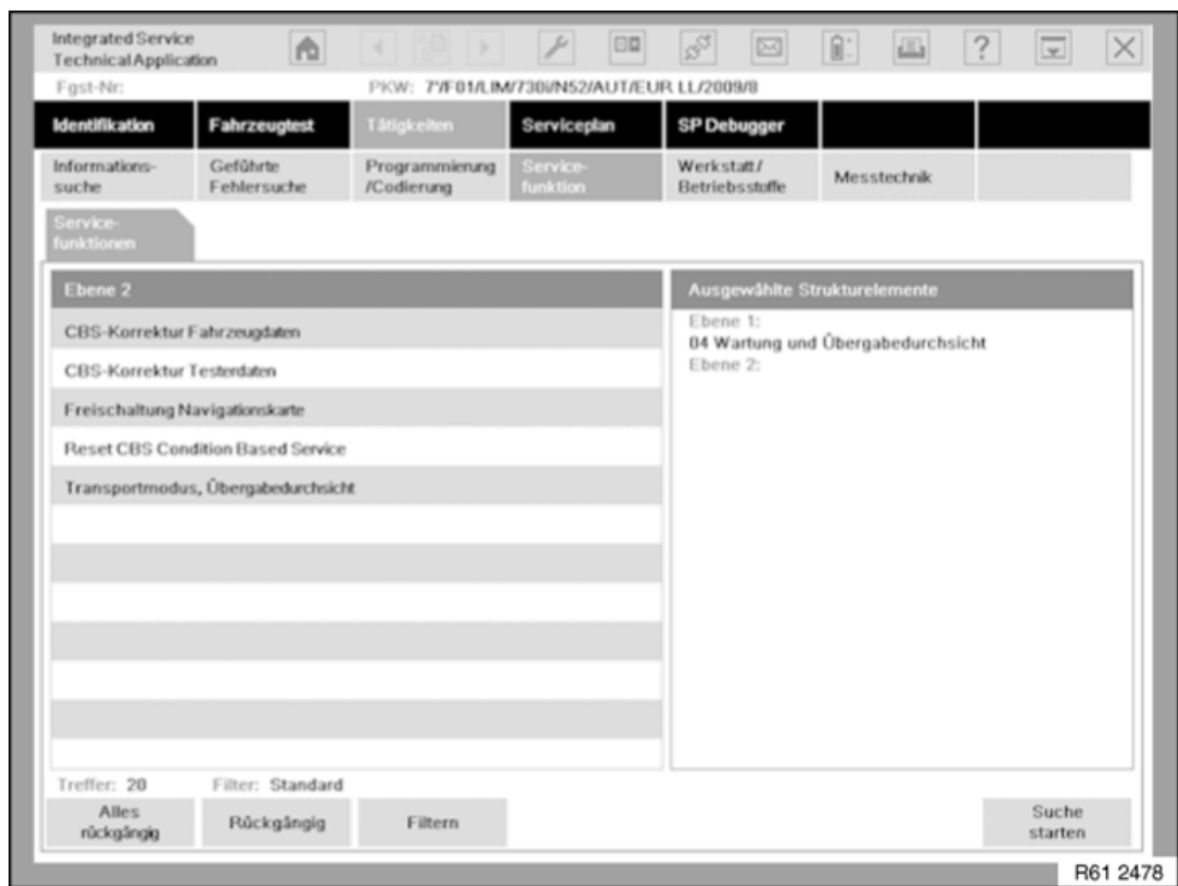 Integrated Service
Technical Application
?
Fgst-Nr:
PKW: 7'/F01/LIM/730i/N52/AUT/EUR LL/2009/8
Identifikation
Fahrzeugtest
Tätigkeiten
Serviceplan
SP Debugger
Informations-
suche
Geführte
Fehlersuche
Programmierung
/Codierung
Service-
funktion
Werkstatt/
Betriebsstoffe
Messtechnik
Service-
funktionen
Ebene 2
CBS-Korrektur Fahrzeugdaten
CBS-Korrektur Testerdaten
Freischaltung Navigationskarte
Reset CBS Condition Based Service
Transportmodus, Übergabedurchsicht
Ausgewählte Strukturelemente
Ebene 1:
04 Wartung und Übergabedurchsicht
Ebene 2:
Treffer: 20
Filter: Standard
Alles
rückgängig
Rückgängig
Filtern
Suche
starten
R61 2478